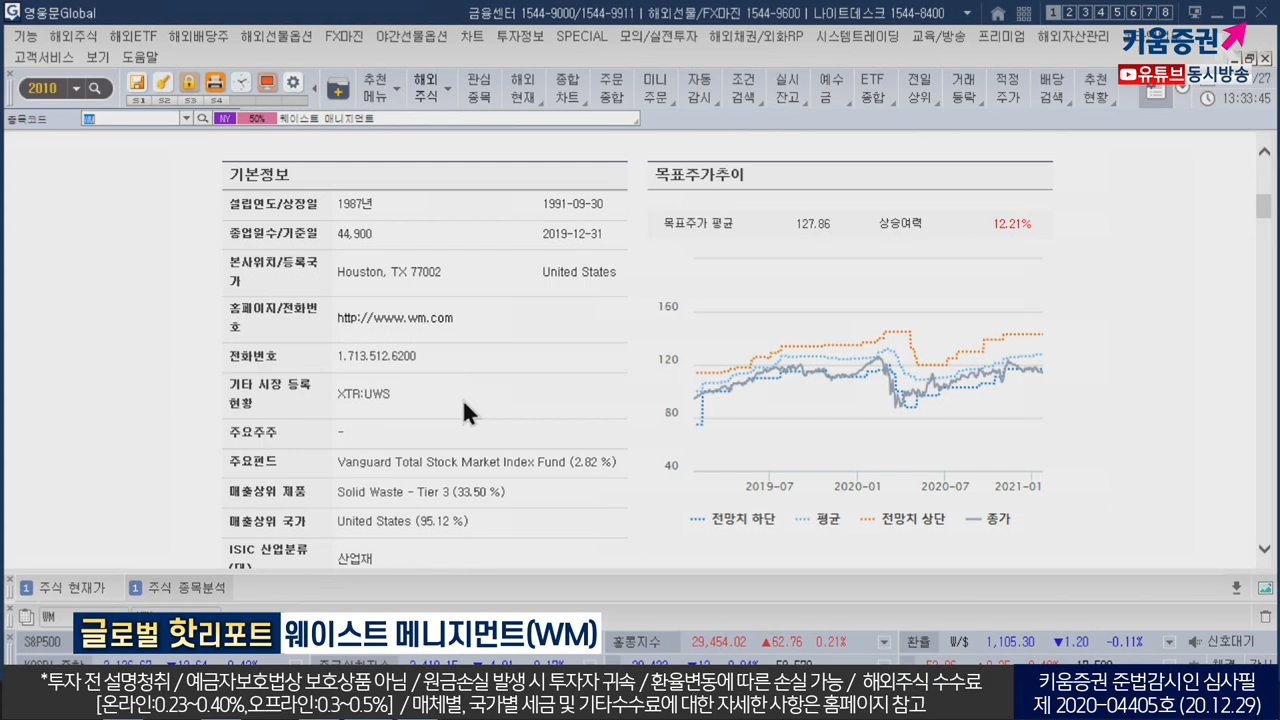 영웅문Global
금융센터 1544-9000/1544-9911 | 해외선물/FX마진 1544-9600 | 나이트데스크 1544-8400
1 2 3 4 5 6 7 8
기능 해외주식 해외ETF 해외배당주 해외선물옵션 FX마진 야간선물옵션 차트 투자정보 SPECIAL 모의/실전투자 해외채권/외화RP 시스템트레이딩 교육/방송 프리미엄 해외자산관리
고객서비스 보기 도움말
키움증권
유튜브동시방송
2010
S1 S2 S3 S4
추천 메뉴
해외 주식
관심 종목
해외 현재
종합 차트
주문 종합
미니 주문
자동 감시
조건 검색
실시 잔고
예수 금
ETF 종합
전일 상위
거래 등락
적정 주가
배당 검색
추천 현황
/27
13:33:45
종목코드 NY 50% 웨이스트 매니지먼트
기본정보
설립연도/상장일 1987년 1991-09-30
종업원수/기준일 44,900 2019-12-31
본사위치/등록국가 Houston, TX 77002 United States
홈페이지/전화번호 http://www.wm.com
전화번호 1.713.512.6200
기타 시장 등록 현황 XTR:UWS
주요주주 -
주요펀드 Vanguard Total Stock Market Index Fund (2.82 %)
매출상위 제품 Solid Waste - Tier 3 (33.50 %)
매출상위 국가 United States (95.12 %)
ISIC 산업분류 산업재
목표주가추이
목표주가 평균 127.86 상승여력 12.21%
160
120
80
40
2019-07 2020-01 2020-07 2021-01
전망치 하단 평균 전망치 상단 종가
1 주식 현재가 1 주식 종목분석
WM
글로벌 핫리포트 웨이스트 메니지먼트(WM)
S&P500
홍콩지수 29,454.02 ▲62.76 0.21% 환율 W/$ 1,105.30 ▼1.20 -0.11% 신호대기
*투자 전 설명청취 / 예금자보호법상 보호상품 아님 / 원금손실 발생 시 투자자 귀속 / 환율변동에 따른 손실 가능 / 해외주식 수수료
[온라인:0.23~0.40%,오프라인:0.3~0.5%] / 매체별, 국가별 세금 및 기타수수료에 대한 자세한 사항은 홈페이지 참고
키움증권 준법감시인 심사필
제 2020-04405호 (20.12.29)